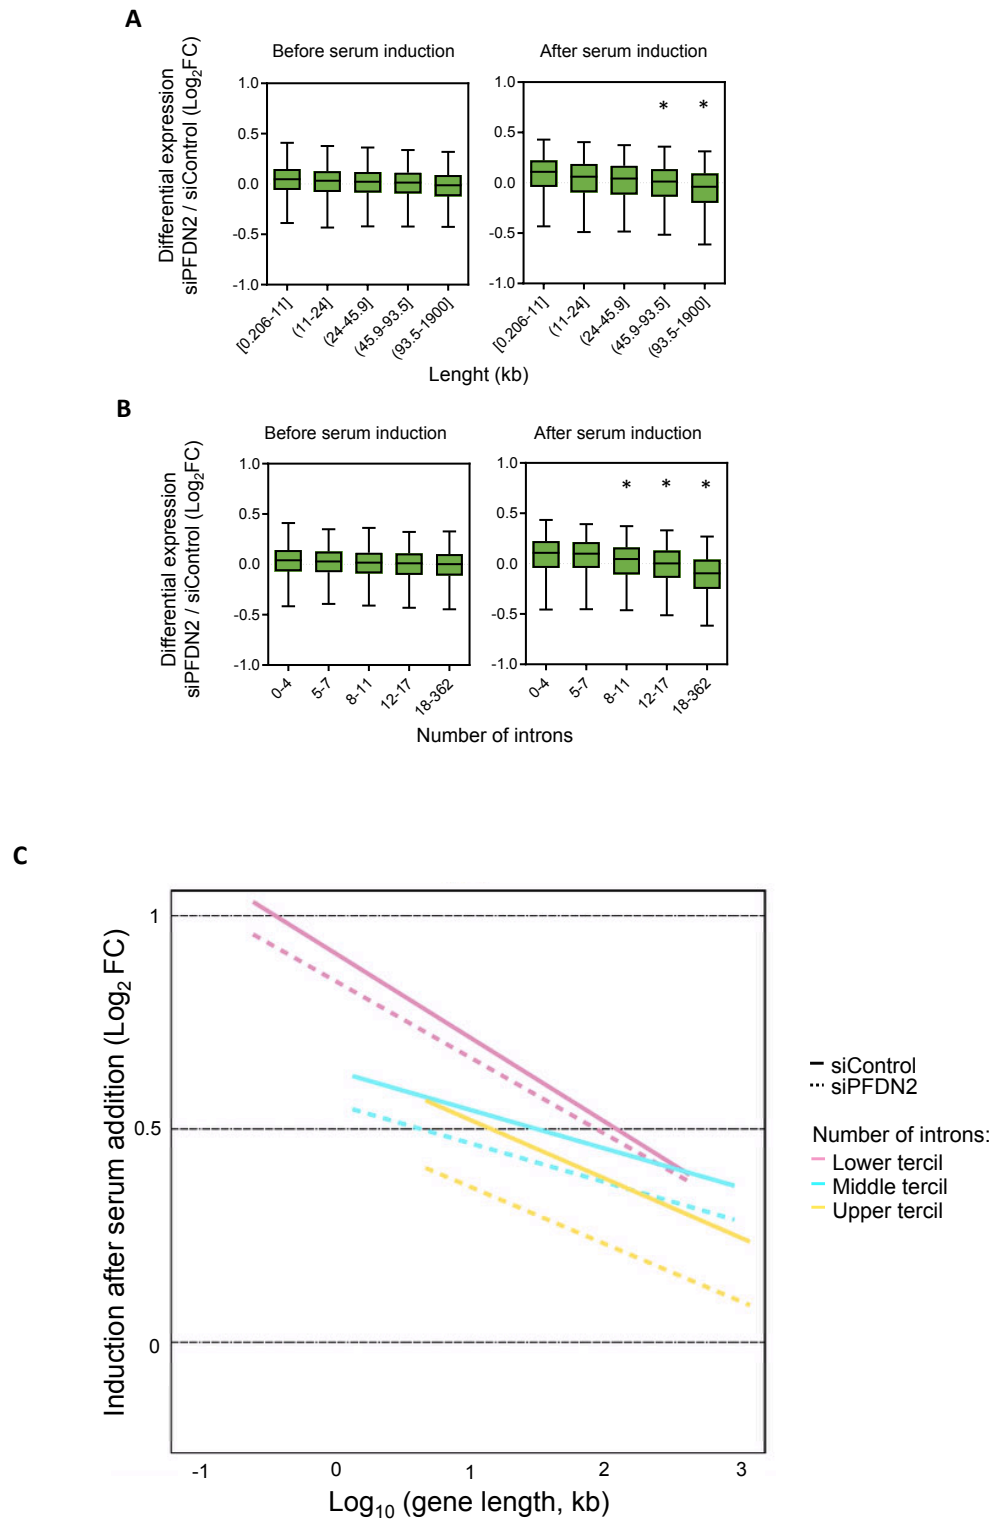 A
Before serum induction
After serum induction
Differential expression
siPFDN2 / siControl (Log2FC)
1.0
0.5
0.0
-0.5
-1.0
1.0
0.5
0.0
-0.5
-1.0
* *
[0.206-11]
(11-24]
(24-45.9]
(45.9-93.5]
(93.5-1900]
[0.206-11]
(11-24]
(24-45.9]
(45.9-93.5]
(93.5-1900]
Lenght (kb)
B
Before serum induction
After serum induction
Differential expression
siPFDN2 / siControl (Log2FC)
1.0
0.5
0.0
-0.5
-1.0
1.0
0.5
0.0
-0.5
-1.0
* * *
0-4
5-7
8-11
12-17
18-362
0-4
5-7
8-11
12-17
18-362
Number of introns
C
Induction after serum addition (Log2 FC)
1
0.5
0
-1 0 1 2 3
Log10 (gene length, kb)
siControl
siPFDN2
Number of introns:
Lower tercil
Middle tercil
Upper tercil